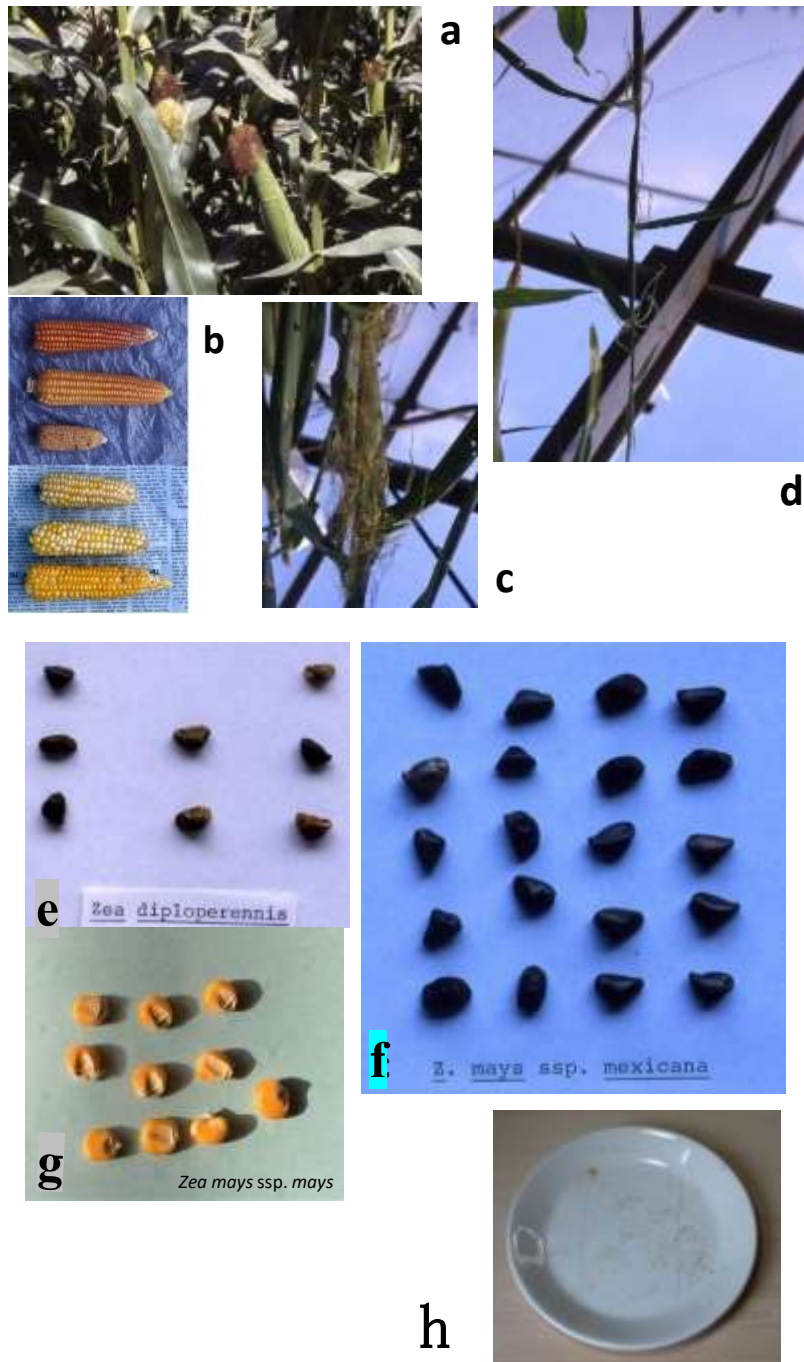 a
b
c
d
e
Zea diploperennis
f
Z. mays ssp. mexicana
g
Zea mays ssp. mays
h